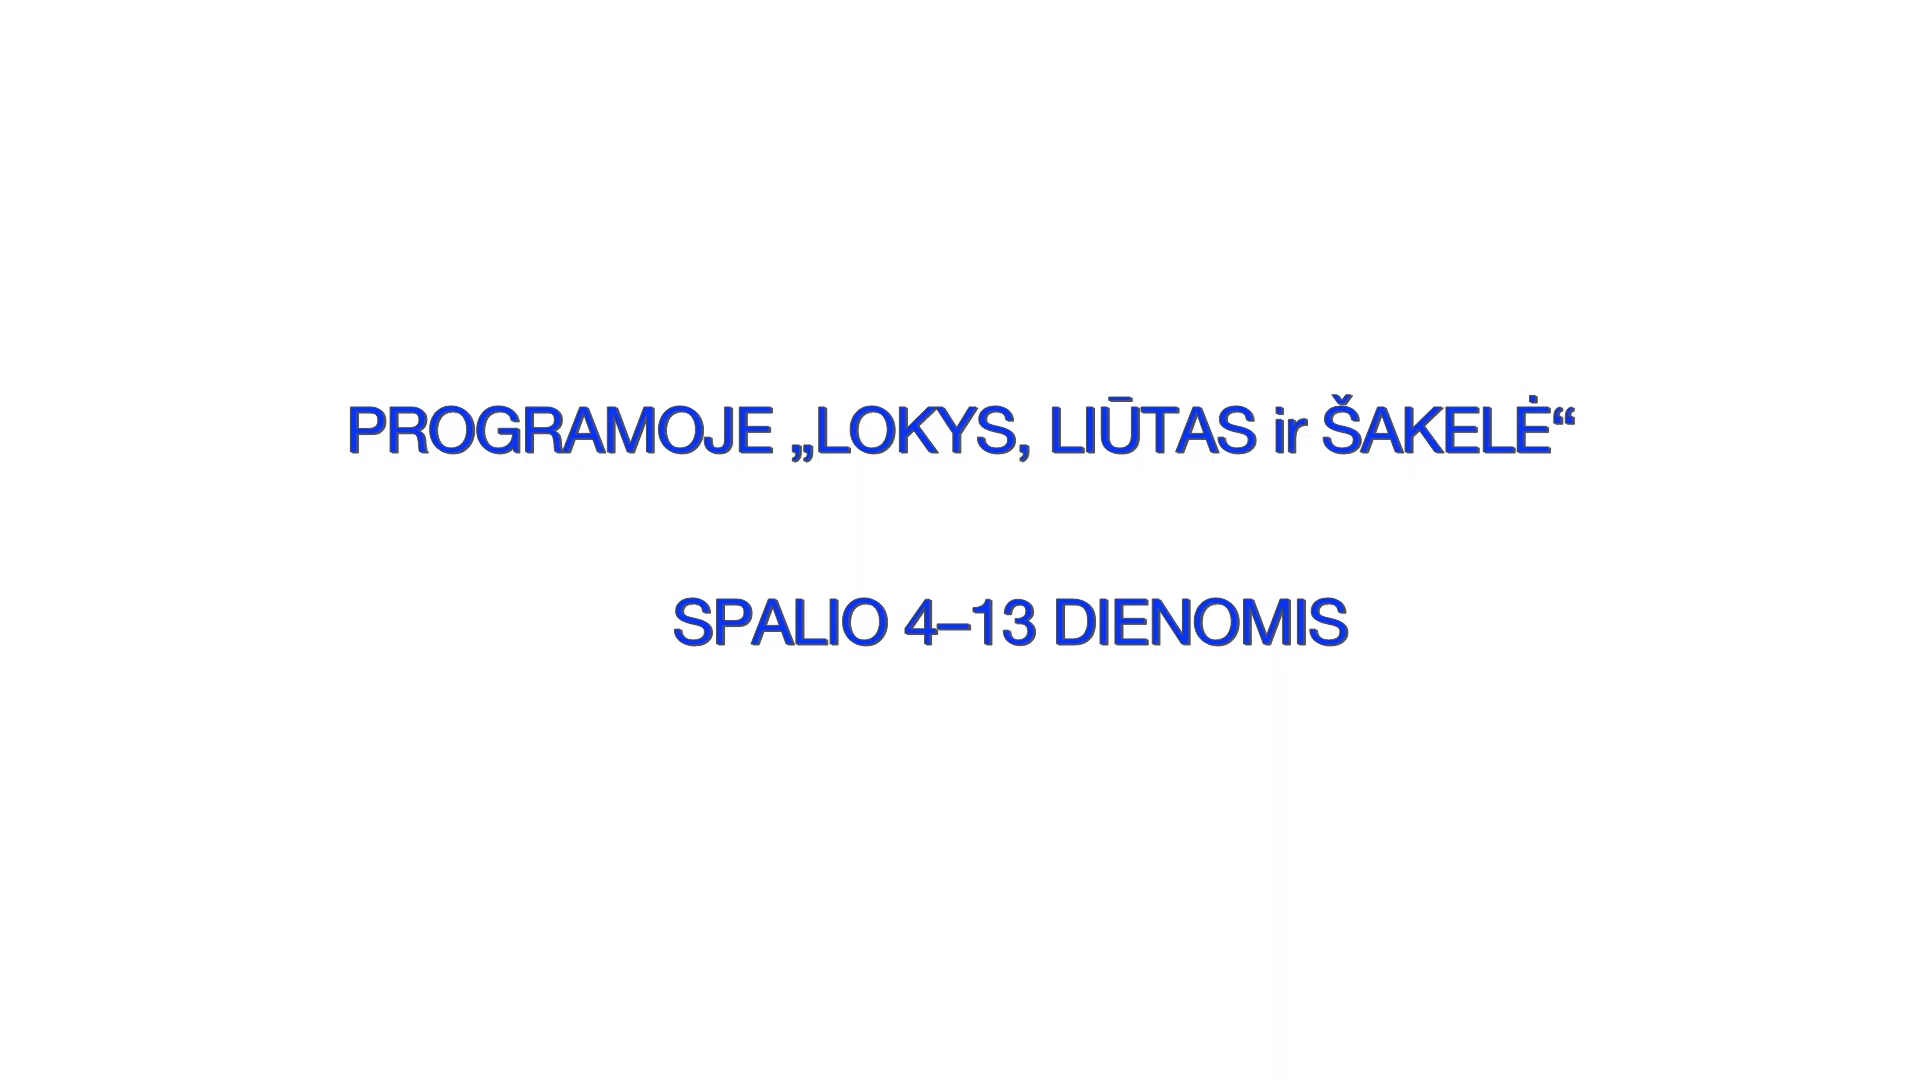 PROGRAMOJE „LOKYS, LIŪTAS ir ŠAKELĖ“
SPALIO 4–13 DIENOMIS